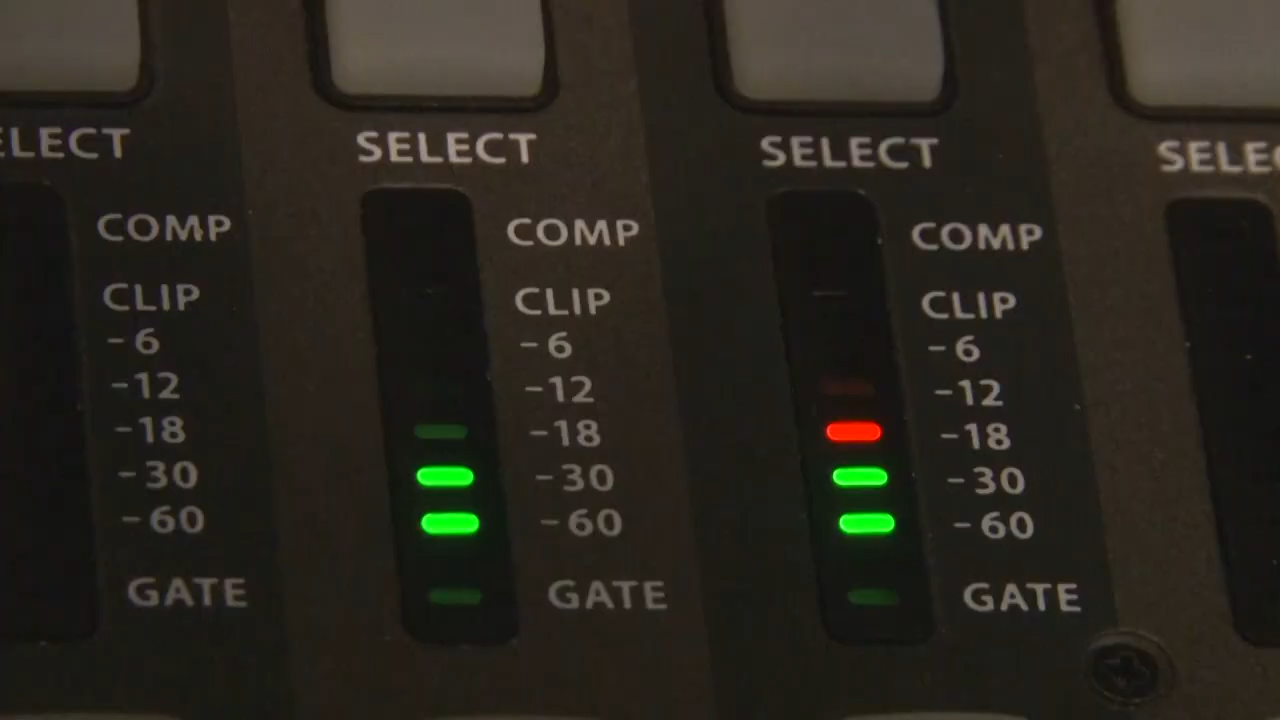 ELECT SELECT SELECT SELEC
COMP COMP COMP
CLIP CLIP CLIP
-6 -6 -6
-12 -12 -12
-18 -18 -18
-30 -30 -30
-60 -60 -60
GATE GATE GATE